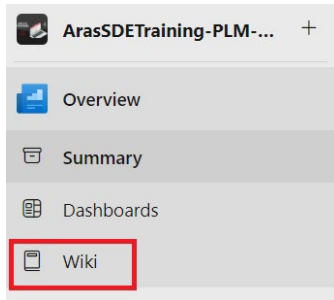 ArasSDETraining-PLM-... +
Overview
Summary
Dashboards
Wiki